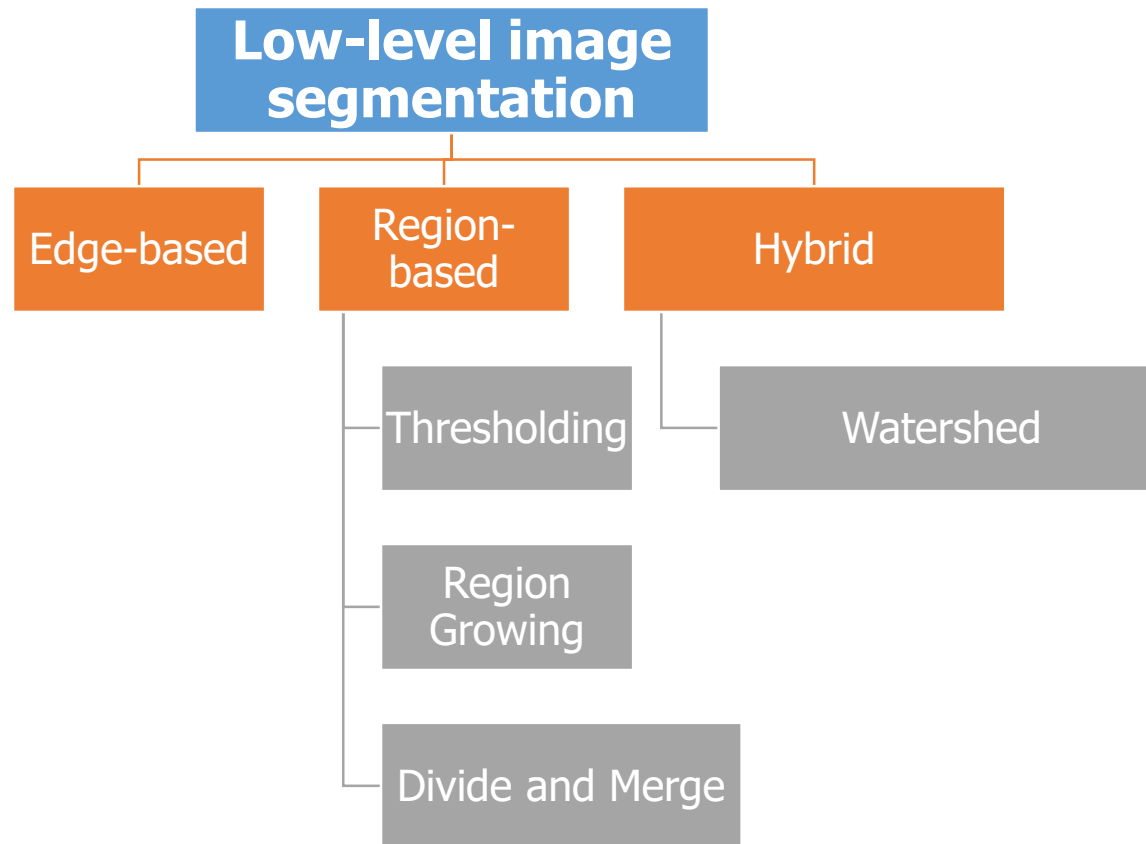 Low-level image
segmentation
Edge-based
Region-
based
Hybrid
Thresholding
Watershed
Region
Growing
Divide and Merge